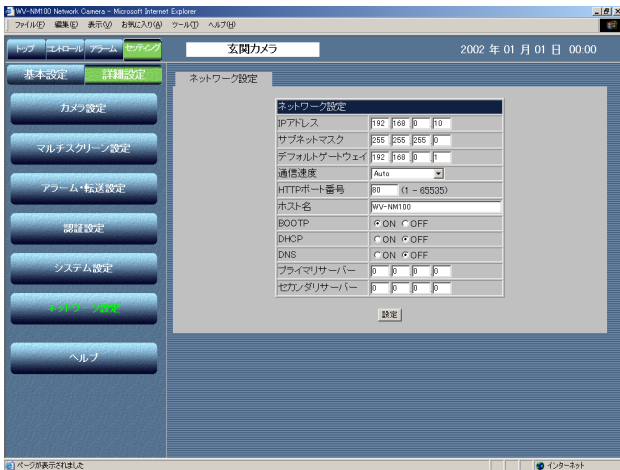 WV-NM100 Network Camera - Microsoft Internet Explorer
ファイル(F) 編集(E) 表示(V) お気に入り(A) ツール(T) ヘルプ(H)
トップ コントロール アラーム セッティング
玄関カメラ
2002 年 01 月 01 日 00:00
基本設定 詳細設定
ネットワーク設定
カメラ設定
マルチスクリーン設定
アラーム・転送設定
認証設定
システム設定
ネットワーク設定
ヘルプ
ネットワーク設定
IPアドレス 192 168 0 10
サブネットマスク 255 255 255 0
デフォルトゲートウェイ 192 168 0 1
通信速度 Auto
HTTPポート番号 80 (1 - 65535)
ホスト名 WV-NM100
BOOTP ON OFF
DHCP ON OFF
DNS ON OFF
プライマリサーバー 0 0 0 0
セカンダリサーバー 0 0 0 0
設定
ページが表示されました
インターネット